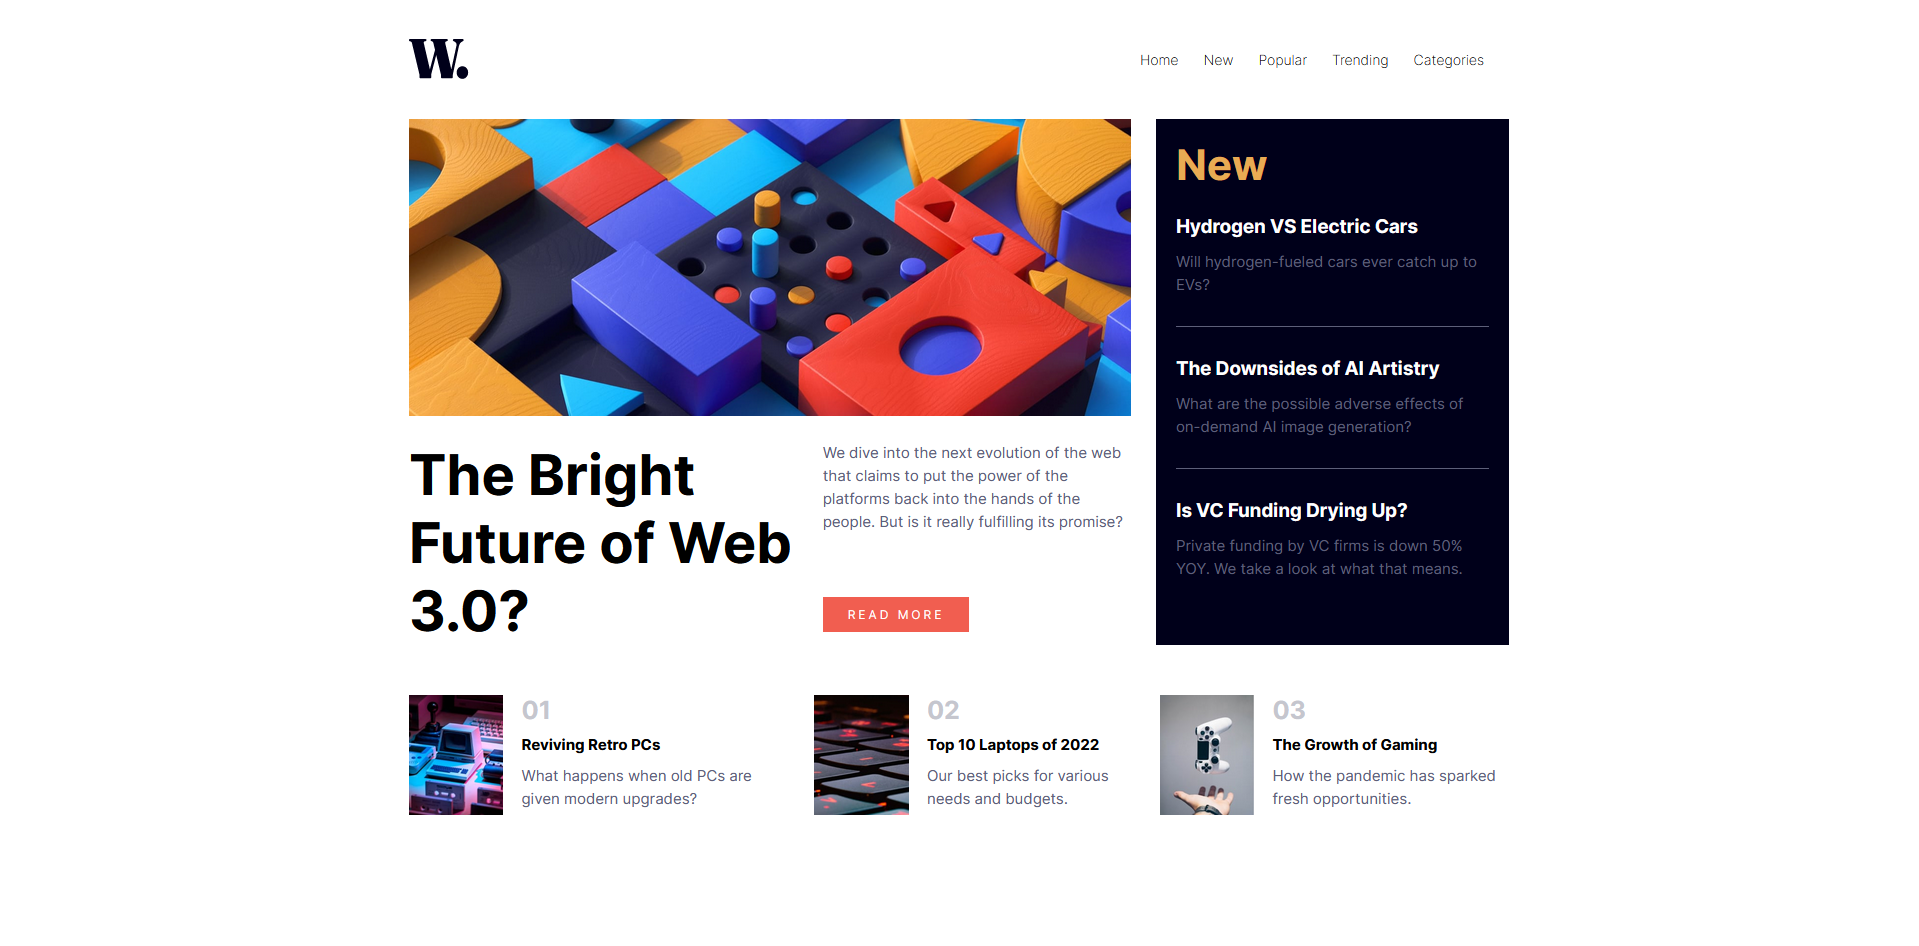 W.
Home New Popular Trending Categories
The Bright
Future of Web
3.0?
We dive into the next evolution of the web
that claims to put the power of the
platforms back into the hands of the
people. But is it really fulfilling its promise?
READ MORE
New
Hydrogen VS Electric Cars
Will hydrogen-fueled cars ever catch up to
EVs?
The Downsides of AI Artistry
What are the possible adverse effects of
on-demand AI image generation?
Is VC Funding Drying Up?
Private funding by VC firms is down 50%
YOY. We take a look at what that means.
01
Reviving Retro PCs
What happens when old PCs are
given modern upgrades?
02
Top 10 Laptops of 2022
Our best picks for various
needs and budgets.
03
The Growth of Gaming
How the pandemic has sparked
fresh opportunities.